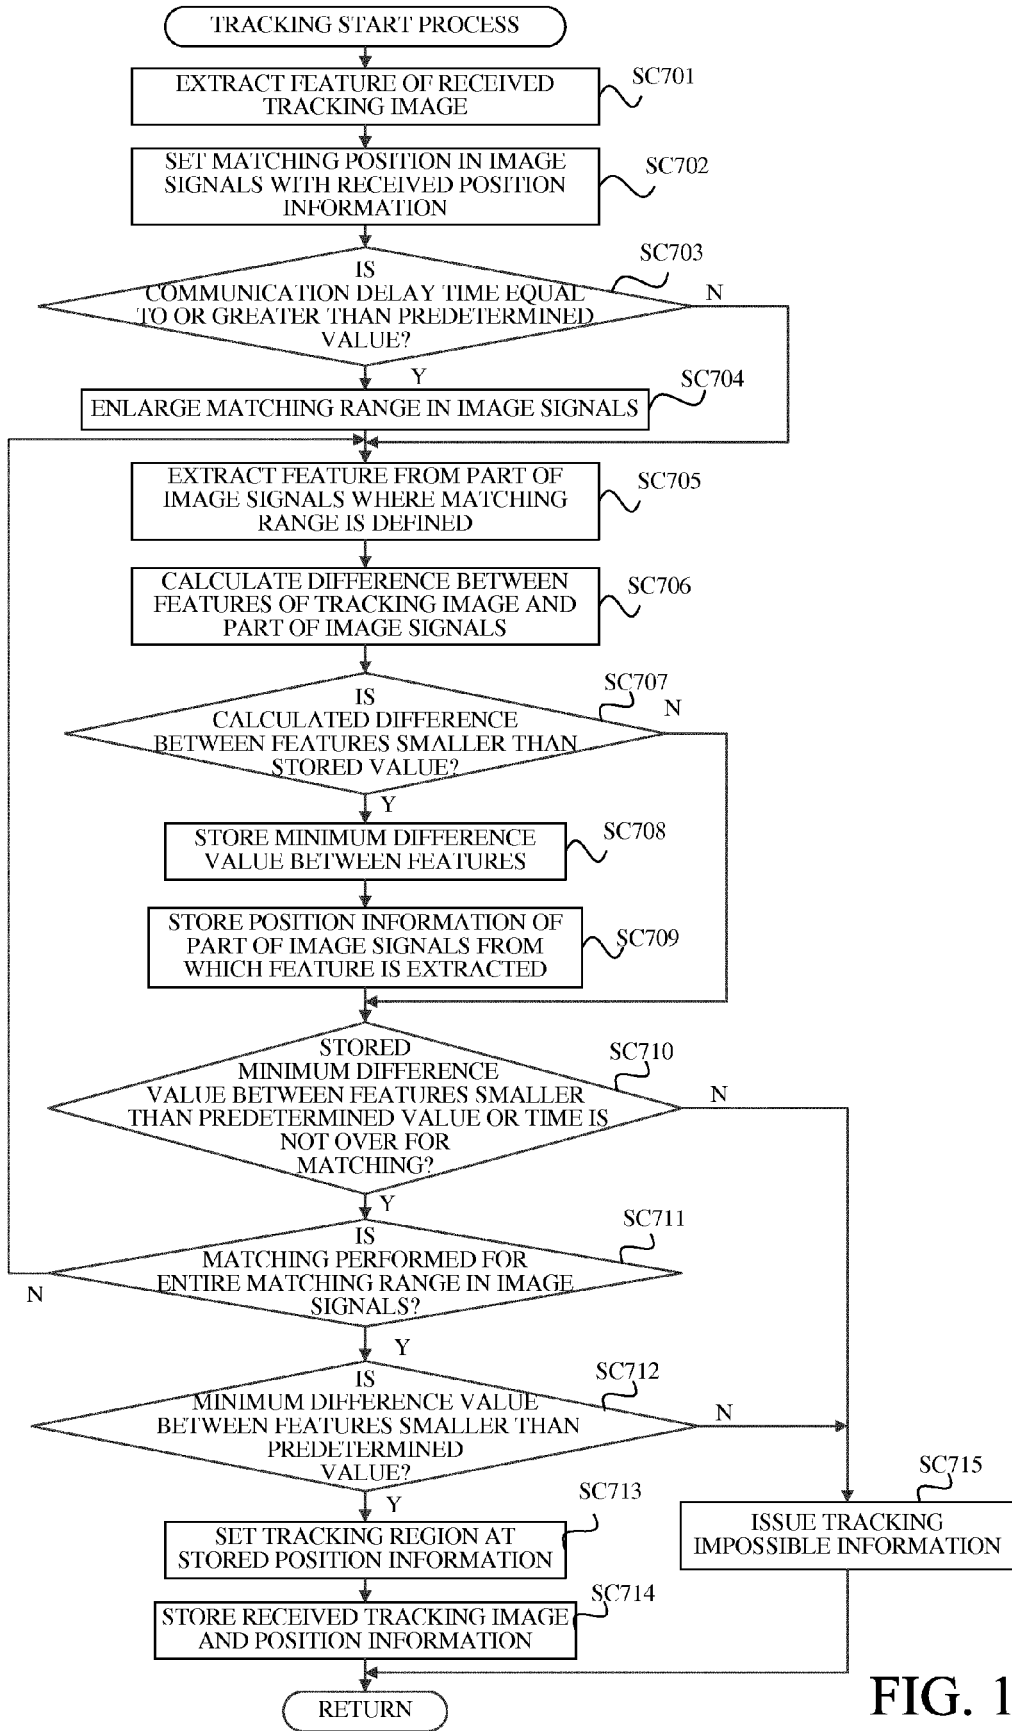 TRACKING START PROCESS
EXTRACT FEATURE OF RECEIVED
TRACKING IMAGE
SC701
SET MATCHING POSITION IN IMAGE
SIGNALS WITH RECEIVED POSITION
INFORMATION
SC702
IS
COMMUNICATION DELAY TIME EQUAL
TO OR GREATER THAN PREDETERMINED
VALUE?
SC703
N
Y
ENLARGE MATCHING RANGE IN IMAGE SIGNALS
SC704
EXTRACT FEATURE FROM PART OF
IMAGE SIGNALS WHERE MATCHING
RANGE IS DEFINED
SC705
CALCULATE DIFFERENCE BETWEEN
FEATURES OF TRACKING IMAGE AND
PART OF IMAGE SIGNALS
SC706
IS
CALCULATED DIFFERENCE
BETWEEN FEATURES SMALLER THAN
STORED VALUE?
SC707
N
Y
STORE MINIMUM DIFFERENCE
VALUE BETWEEN FEATURES
SC708
STORE POSITION INFORMATION OF
PART OF IMAGE SIGNALS FROM
WHICH FEATURE IS EXTRACTED
SC709
STORED
MINIMUM DIFFERENCE
VALUE BETWEEN FEATURES SMALLER
THAN PREDETERMINED VALUE OR TIME IS
NOT OVER FOR
MATCHING?
SC710
N
Y
IS
MATCHING PERFORMED FOR
ENTIRE MATCHING RANGE IN IMAGE
SIGNALS?
SC711
N
Y
IS
MINIMUM DIFFERENCE VALUE
BETWEEN FEATURES SMALLER THAN
PREDETERMINED
VALUE?
SC712
N
Y
SET TRACKING REGION AT
STORED POSITION INFORMATION
SC713
ISSUE TRACKING
IMPOSSIBLE INFORMATION
SC715
STORE RECEIVED TRACKING IMAGE
AND POSITION INFORMATION
SC714
RETURN
FIG. 1